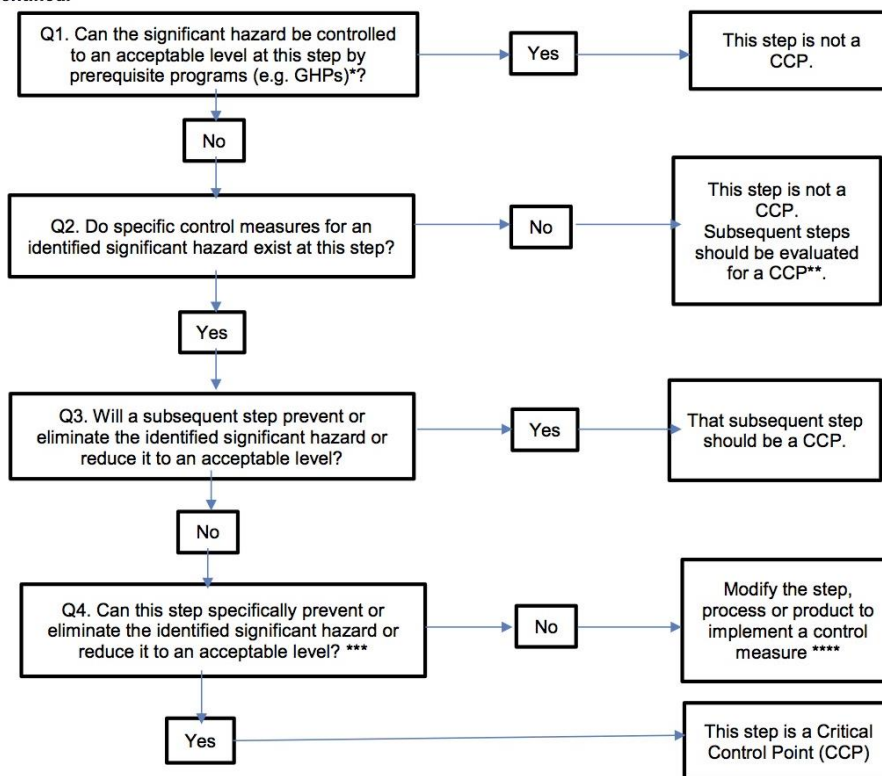 Q1. Can the significant hazard be controlled
to an acceptable level at this step by
prerequisite programs (e.g. GHPs)*?
Yes
This step is not a
CCP.
No
Q2. Do specific control measures for an
identified significant hazard exist at this step?
No
This step is not a
CCP.
Subsequent steps
should be evaluated
for a CCP**.
Yes
Q3. Will a subsequent step prevent or
eliminate the identified significant hazard or
reduce it to an acceptable level?
Yes
That subsequent step
should be a CCP.
No
Q4. Can this step specifically prevent or
eliminate the identified significant hazard or
reduce it to an acceptable level? ***
No
Modify the step,
process or product to
implement a control
measure ****
Yes
This step is a Critical
Control Point (CCP)